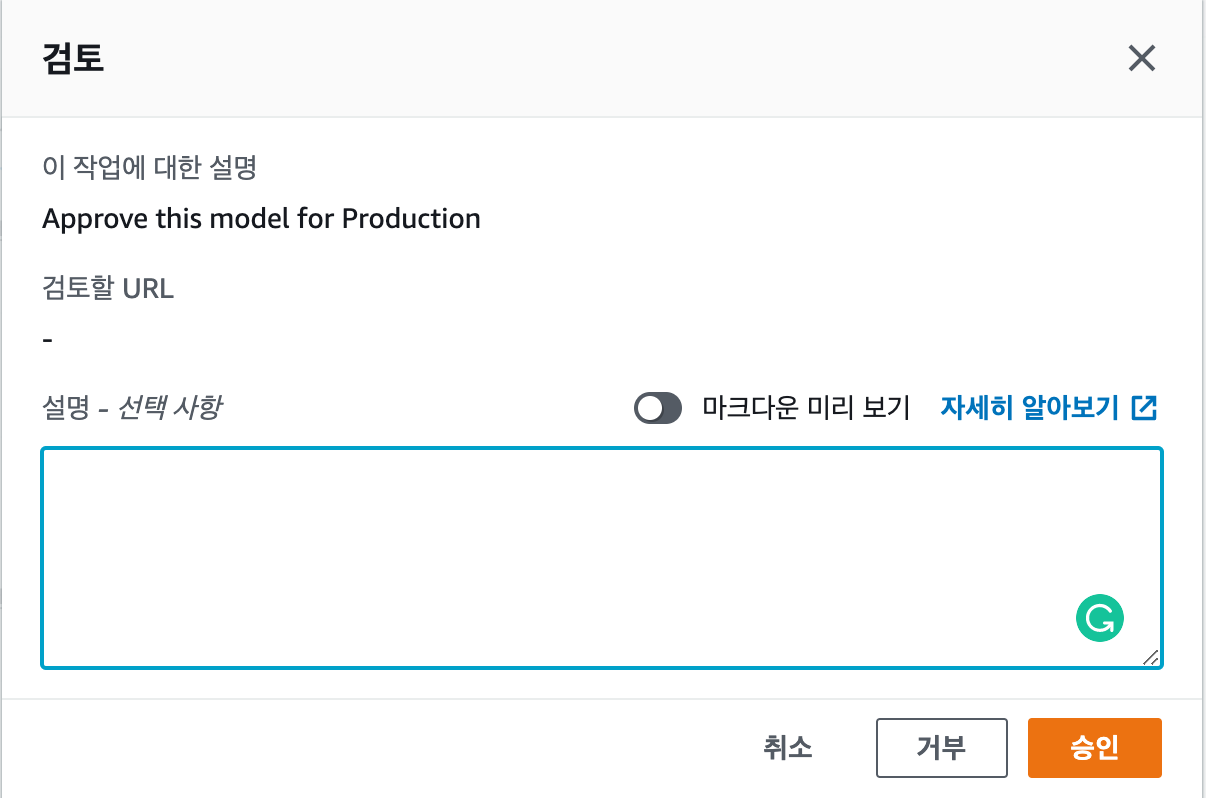 검토
이 작업에 대한 설명
Approve this model for Production
검토할 URL
-
설명 - 선택 사항 마크다운 미리 보기 자세히 알아보기
취소 거부 승인